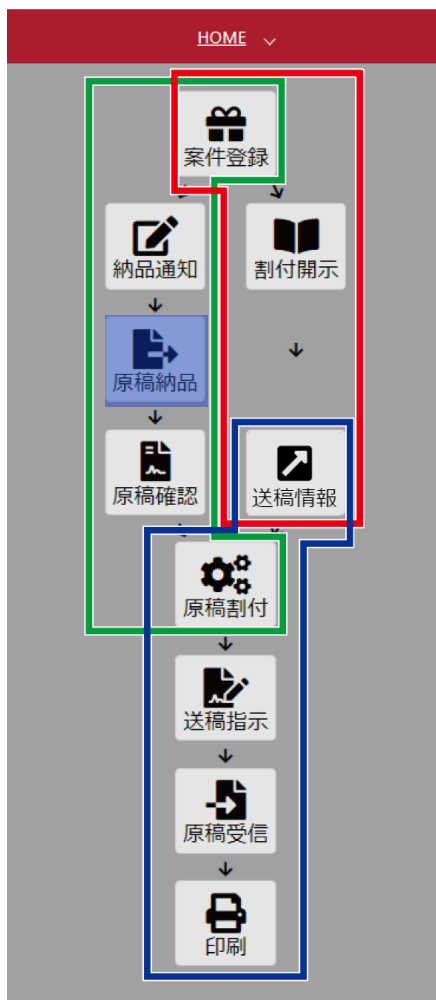 HOME
案件登録
納品通知
割付開示
原稿納品
原稿確認
送稿情報
原稿割付
送稿指示
原稿受信
印刷